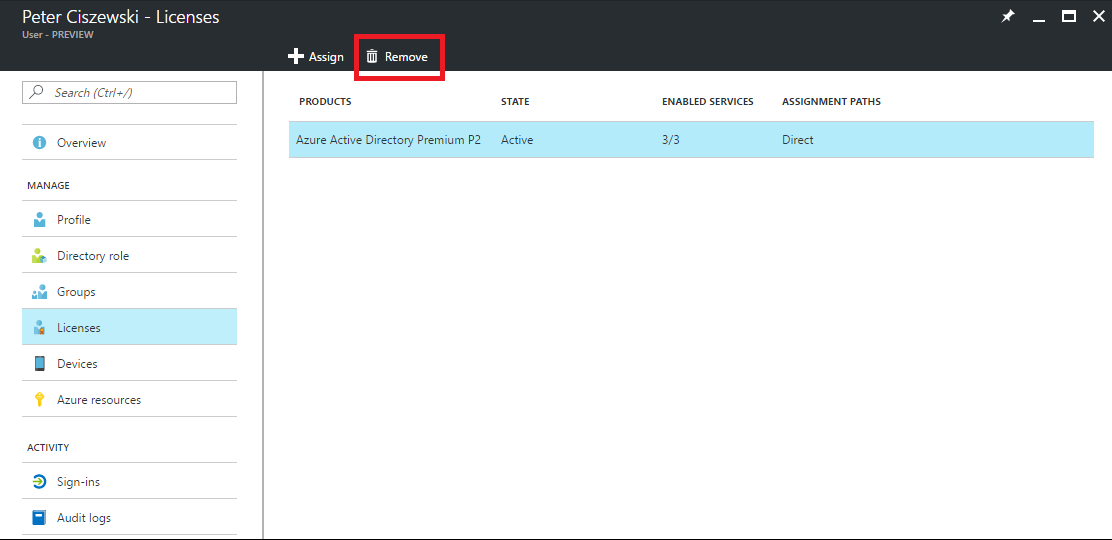 Peter Ciszewski - Licenses
User - PREVIEW
Assign Remove
Search (Ctrl+/)
Overview
MANAGE
Profile
Directory role
Groups
Licenses
Devices
Azure resources
ACTIVITY
Sign-ins
Audit logs
PRODUCTS STATE ENABLED SERVICES ASSIGNMENT PATHS
Azure Active Directory Premium P2 Active 3/3 Direct